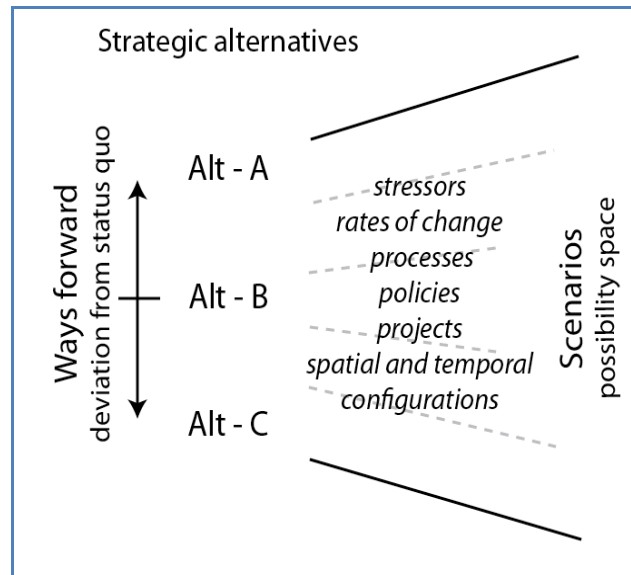 Strategic alternatives
Ways forward
deviation from status quo
Alt - A
Alt - B
Alt - C
stressors
rates of change
processes
policies
projects
spatial and temporal
configurations
Scenarios
possibility space